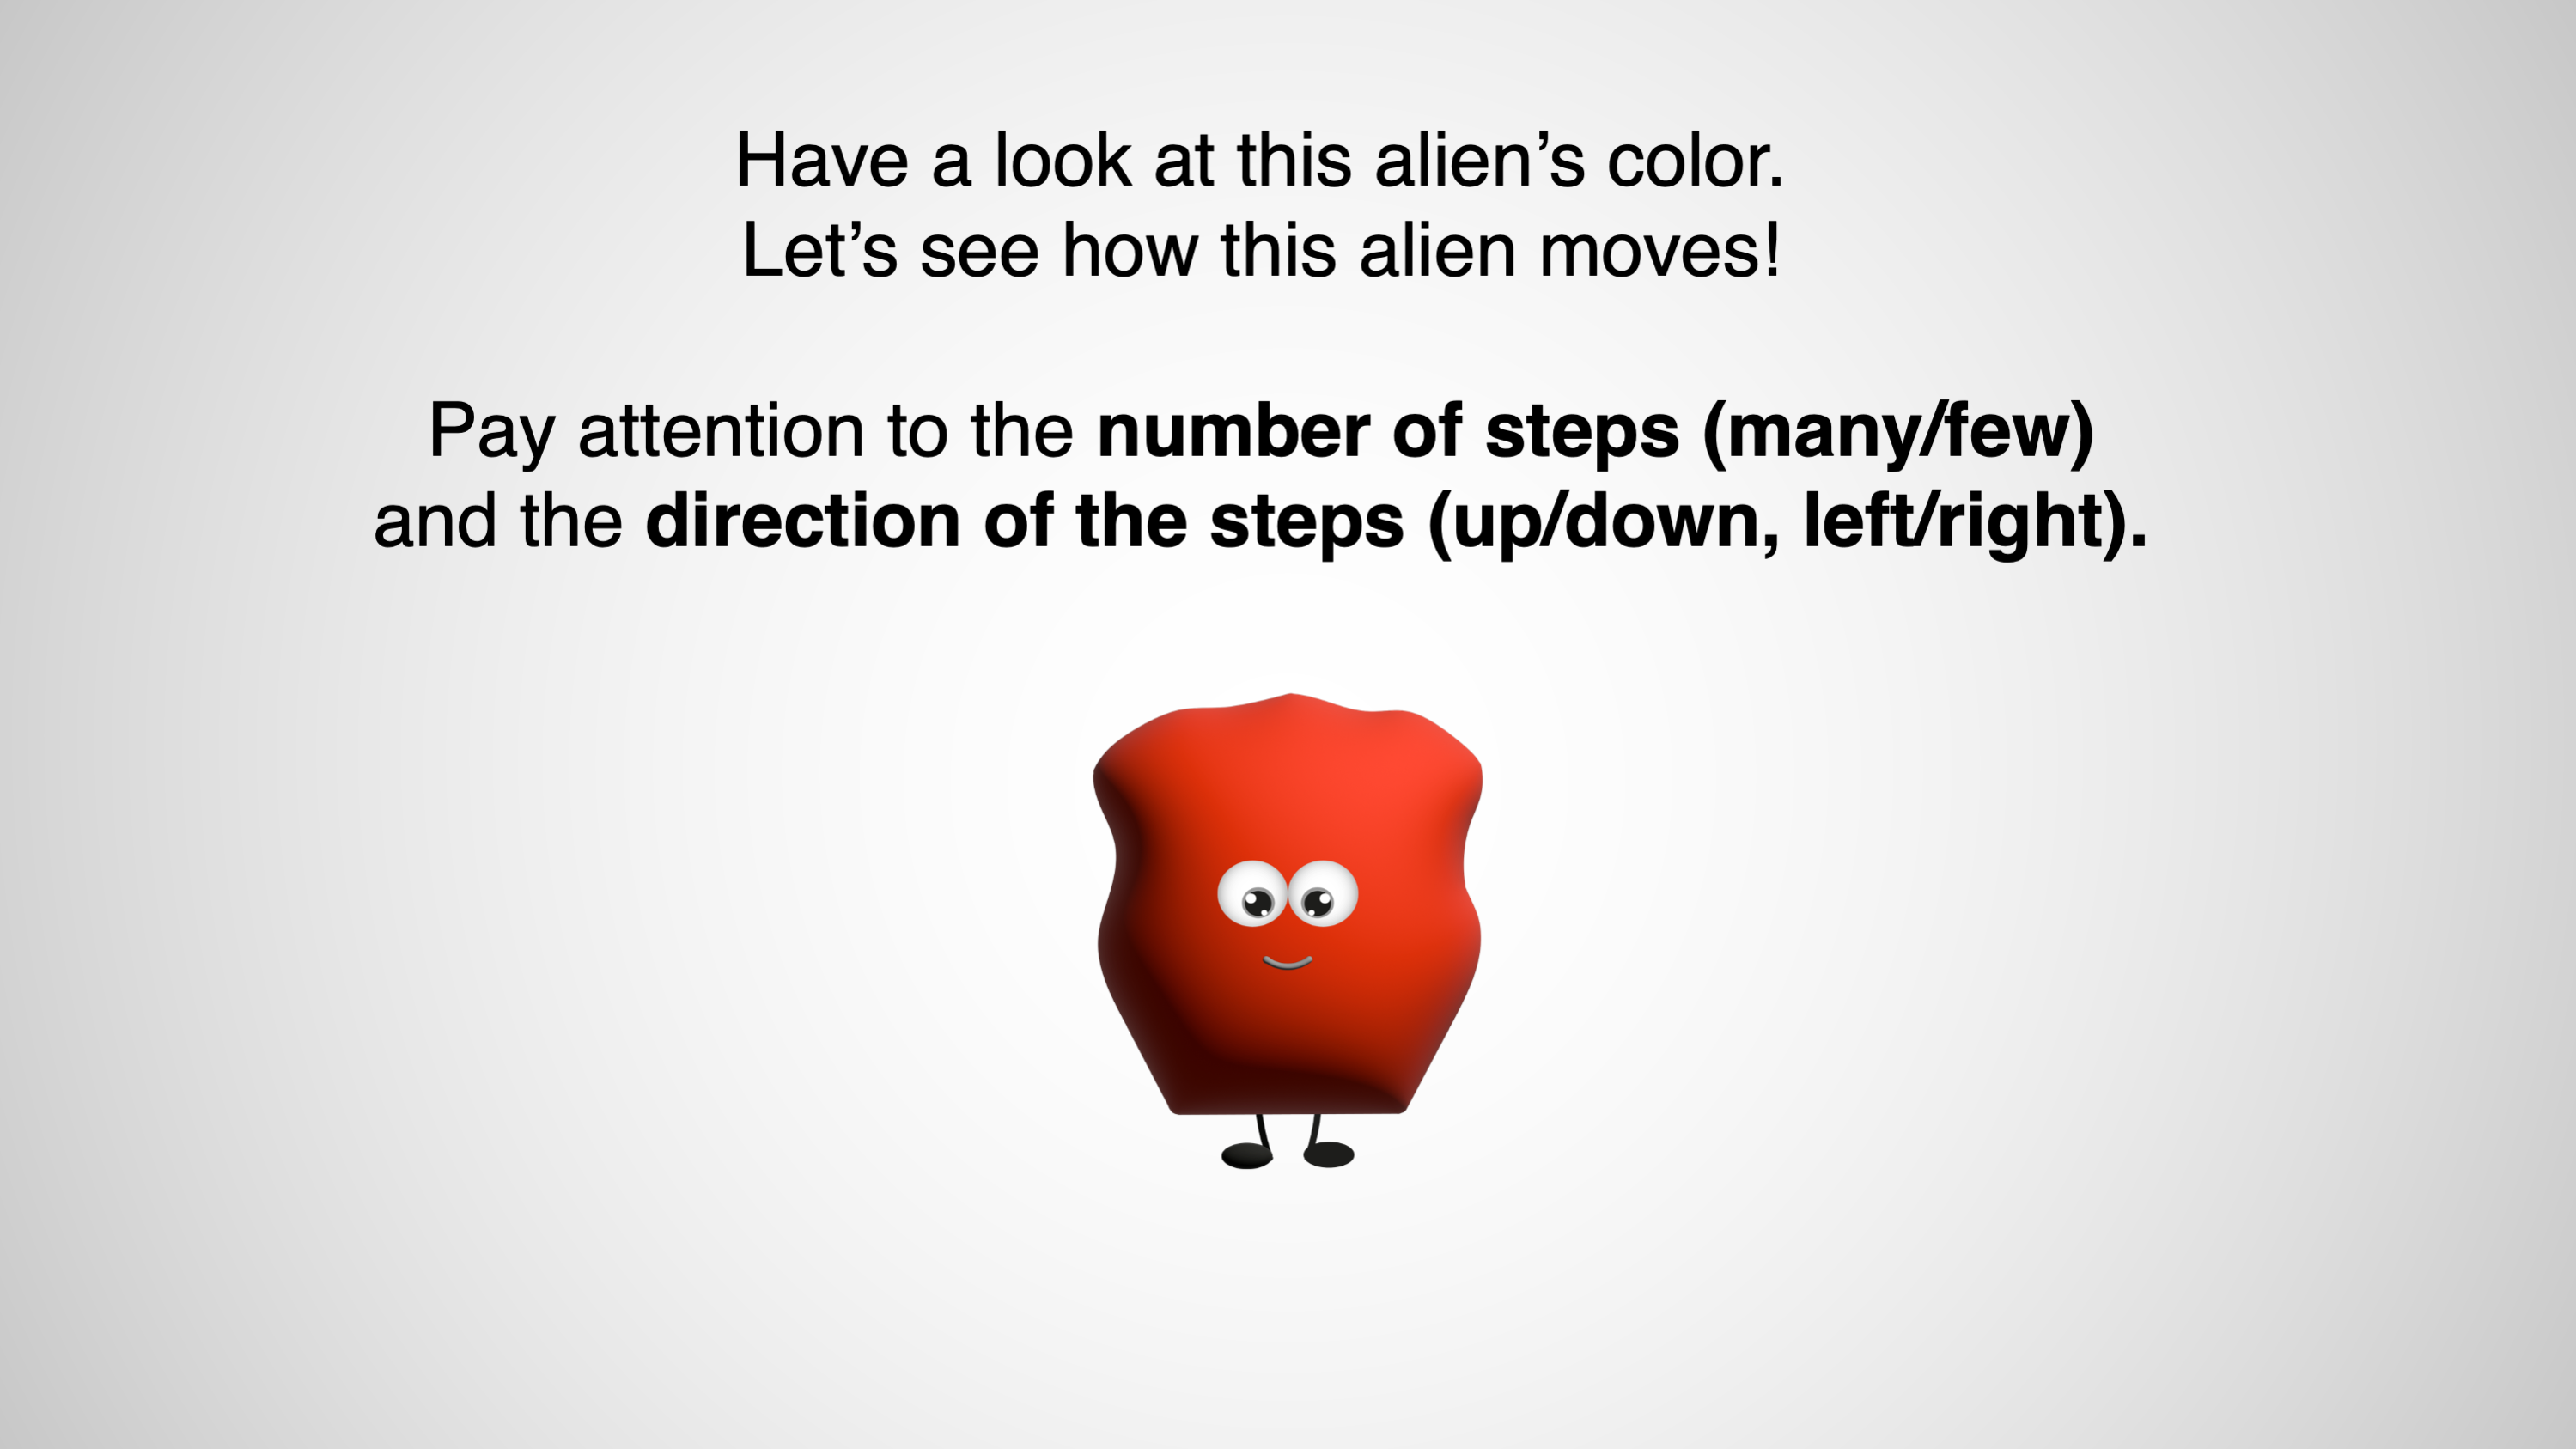 Have a look at this alien’s color.
Let’s see how this alien moves!
Pay attention to the number of steps (many/few)
and the direction of the steps (up/down, left/right).